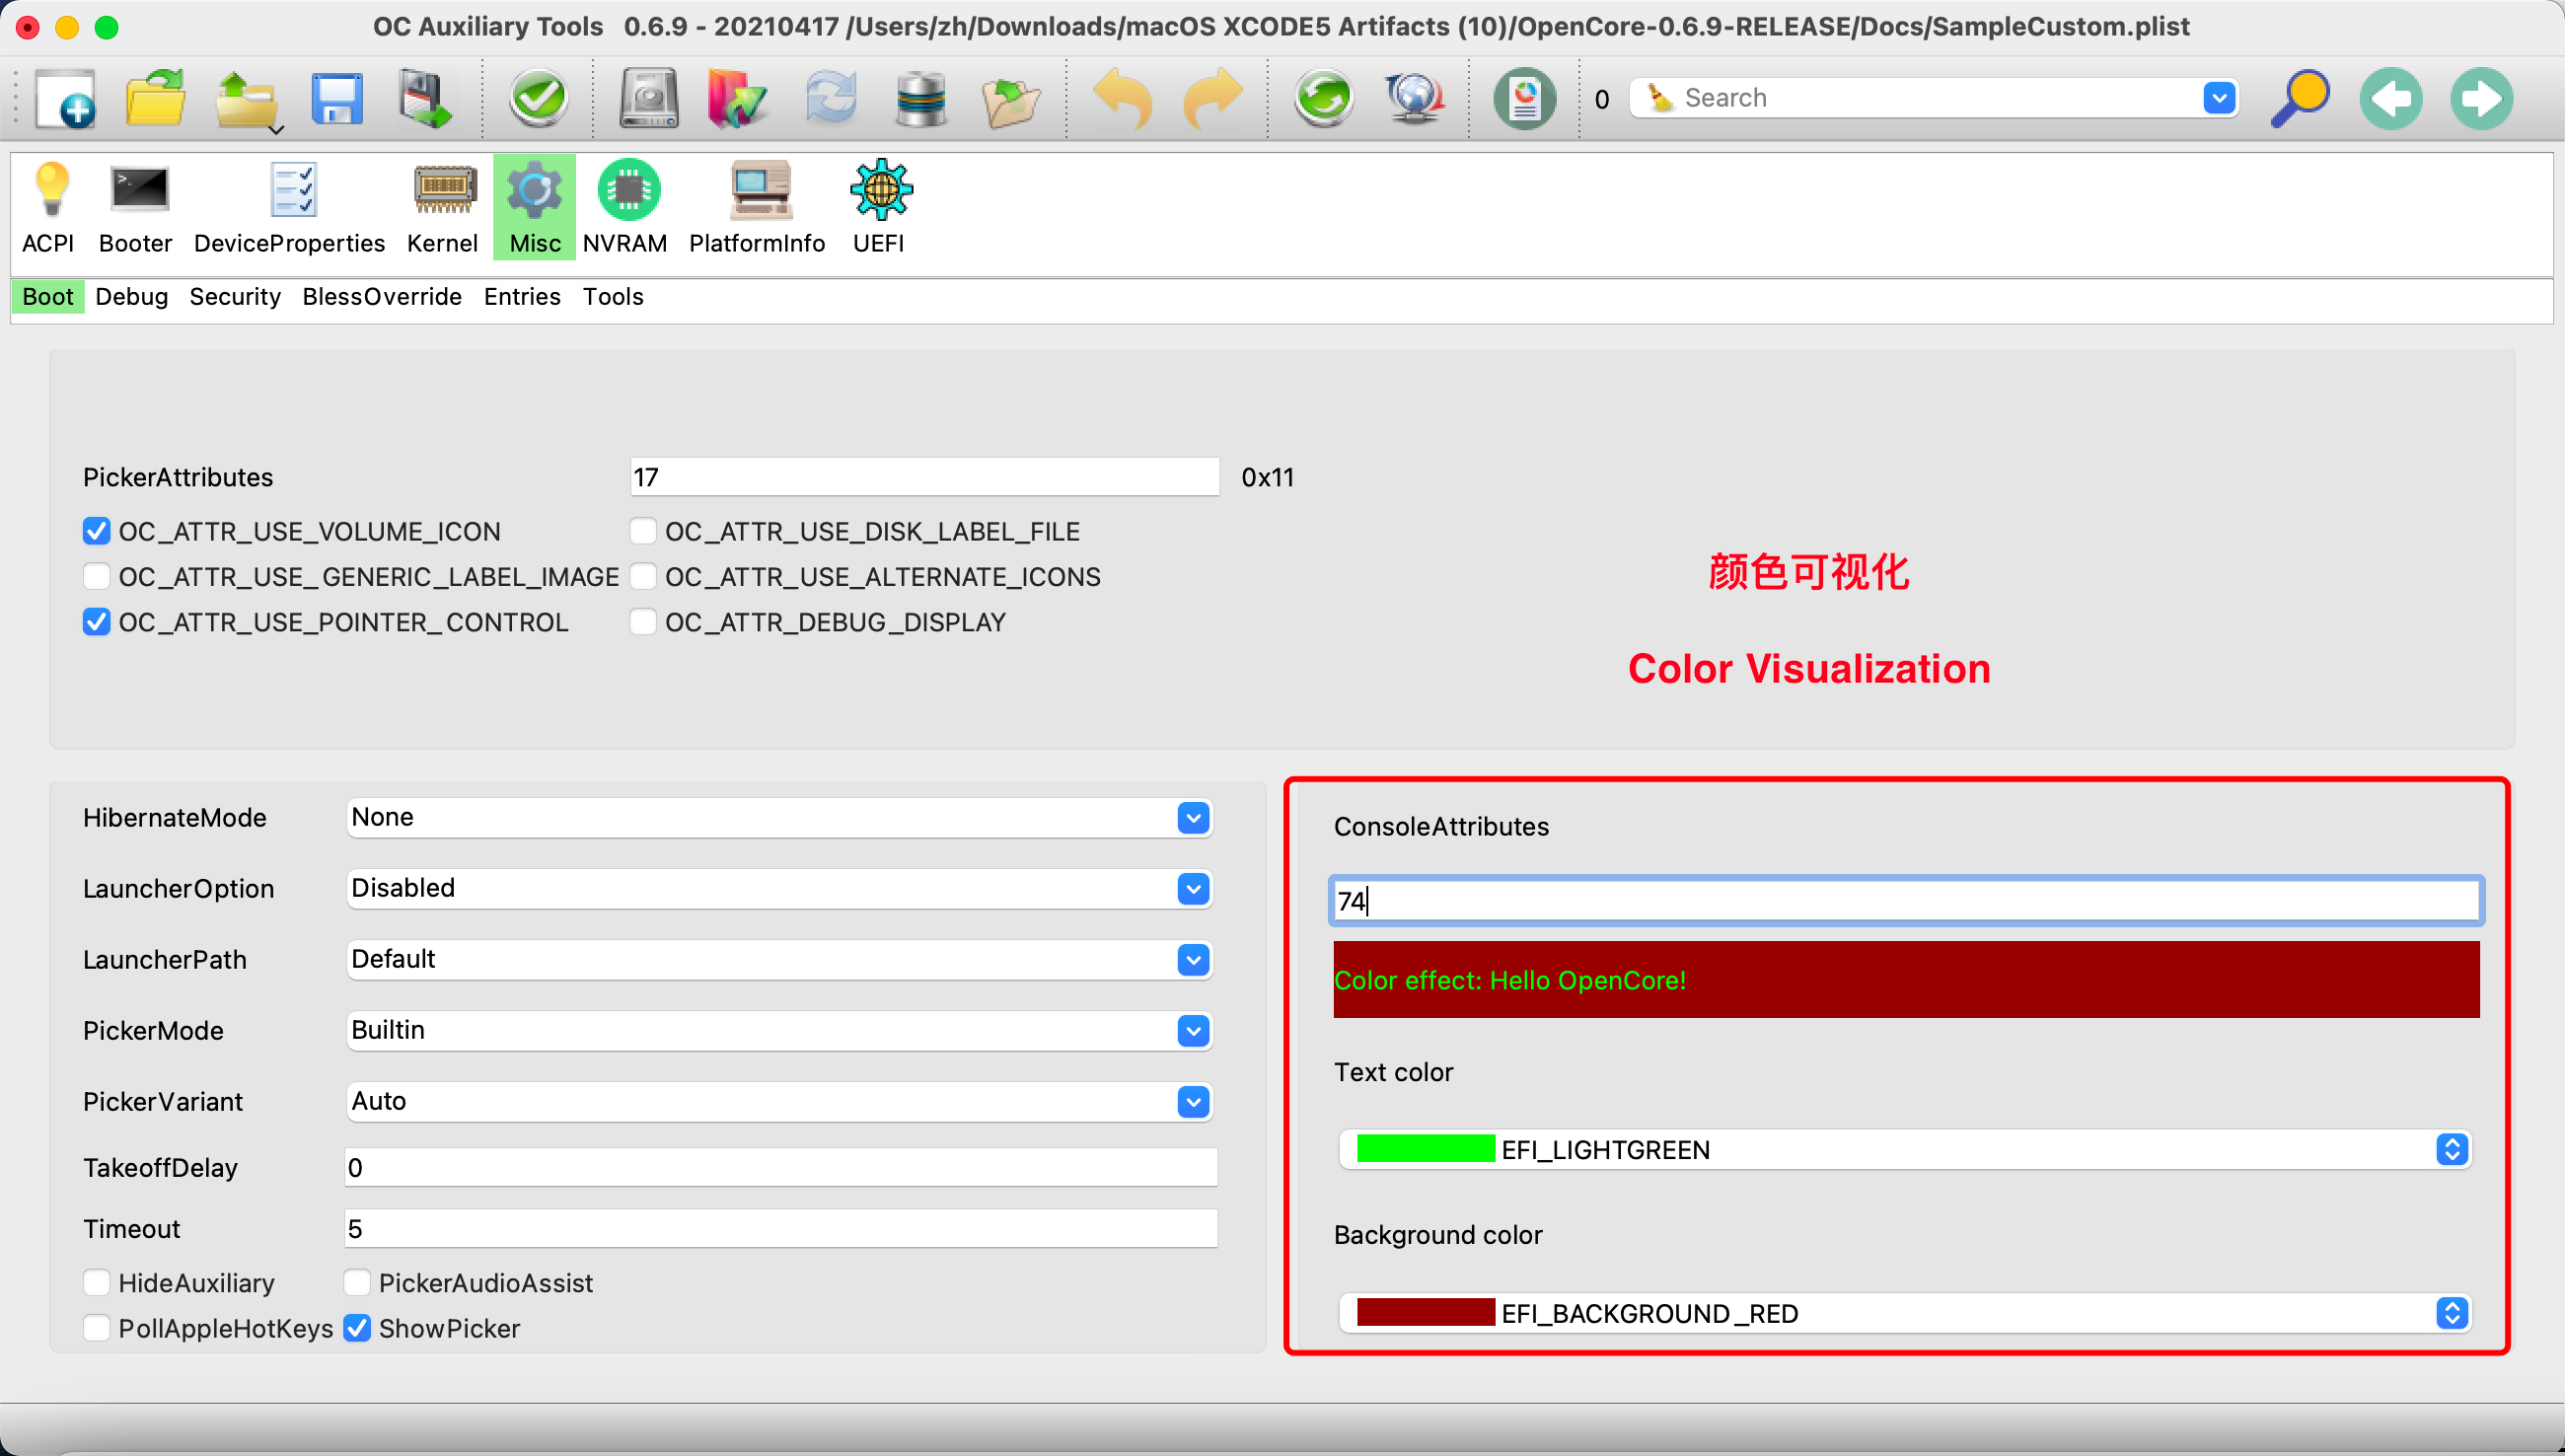 OC Auxiliary Tools 0.6.9 - 20210417 /Users/zh/Downloads/macOS XCODE5 Artifacts (10)/OpenCore-0.6.9-RELEASE/Docs/SampleCustom.plist
0 Search
ACPI Booter DeviceProperties Kernel Misc NVRAM PlatformInfo UEFI
Boot Debug Security BlessOverride Entries Tools
PickerAttributes 17 0x11
OC_ATTR_USE_VOLUME_ICON OC_ATTR_USE_DISK_LABEL_FILE
OC_ATTR_USE_GENERIC_LABEL_IMAGE OC_ATTR_USE_ALTERNATE_ICONS
OC_ATTR_USE_POINTER_CONTROL OC_ATTR_DEBUG_DISPLAY
颜色可视化
Color Visualization
HibernateMode None
LauncherOption Disabled
LauncherPath Default
PickerMode Builtin
PickerVariant Auto
TakeoffDelay 0
Timeout 5
HideAuxiliary PickerAudioAssist
PollAppleHotKeys ShowPicker
ConsoleAttributes
74
Color effect: Hello OpenCore!
Text color
EFI_LIGHTGREEN
Background color
EFI_BACKGROUND_RED